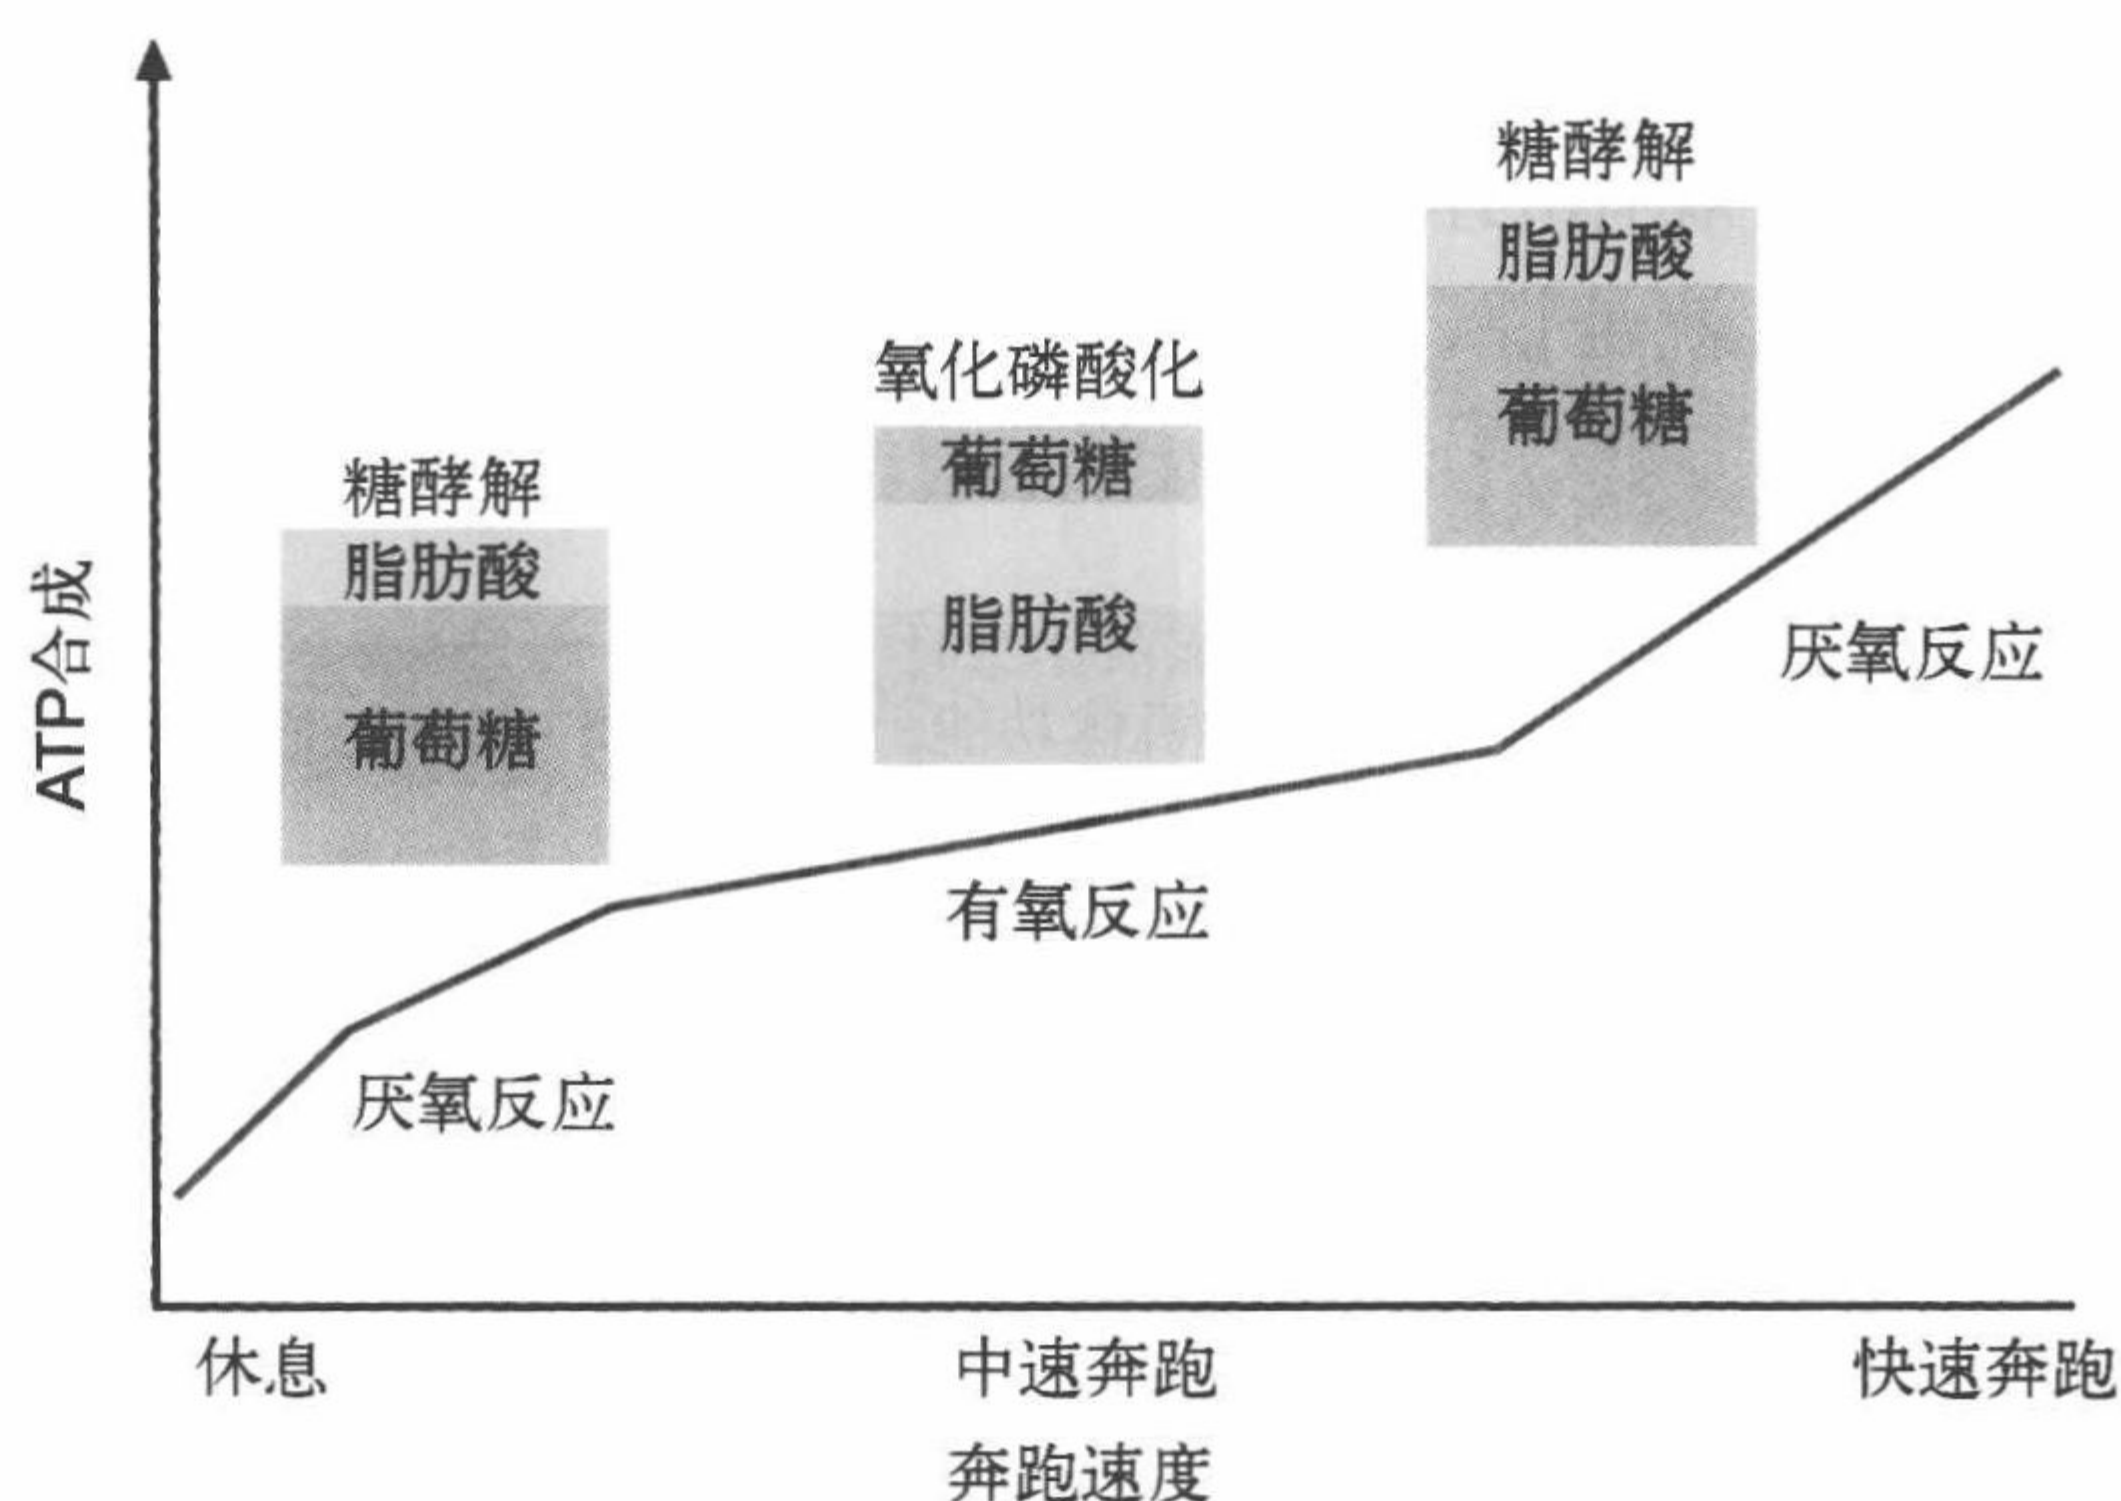 糖酵解
脂肪酸
葡萄糖
氧化磷酸化
葡萄糖
脂肪酸
糖酵解
脂肪酸
葡萄糖
ATP合成
厌氧反应
有氧反应
厌氧反应
休息
中速奔跑
快速奔跑
奔跑速度